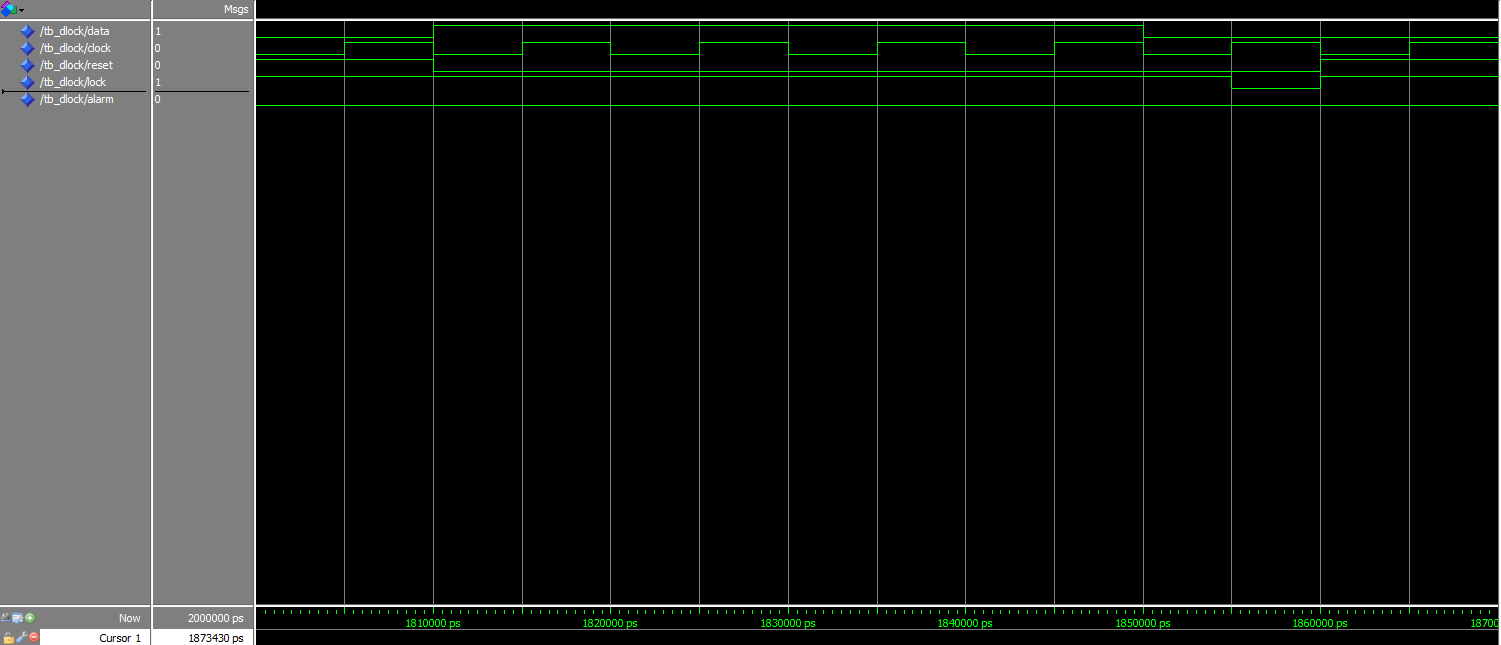 Msgs
/tb_dlock/data 1
/tb_dlock/clock 0
/tb_dlock/reset 0
/tb_dlock/lock 1
/tb_dlock/alarm 0
Now 2000000 ps
Cursor 1 1873430 ps
1810000 ps 1820000 ps 1830000 ps 1840000 ps 1850000 ps 1860000 ps 18700